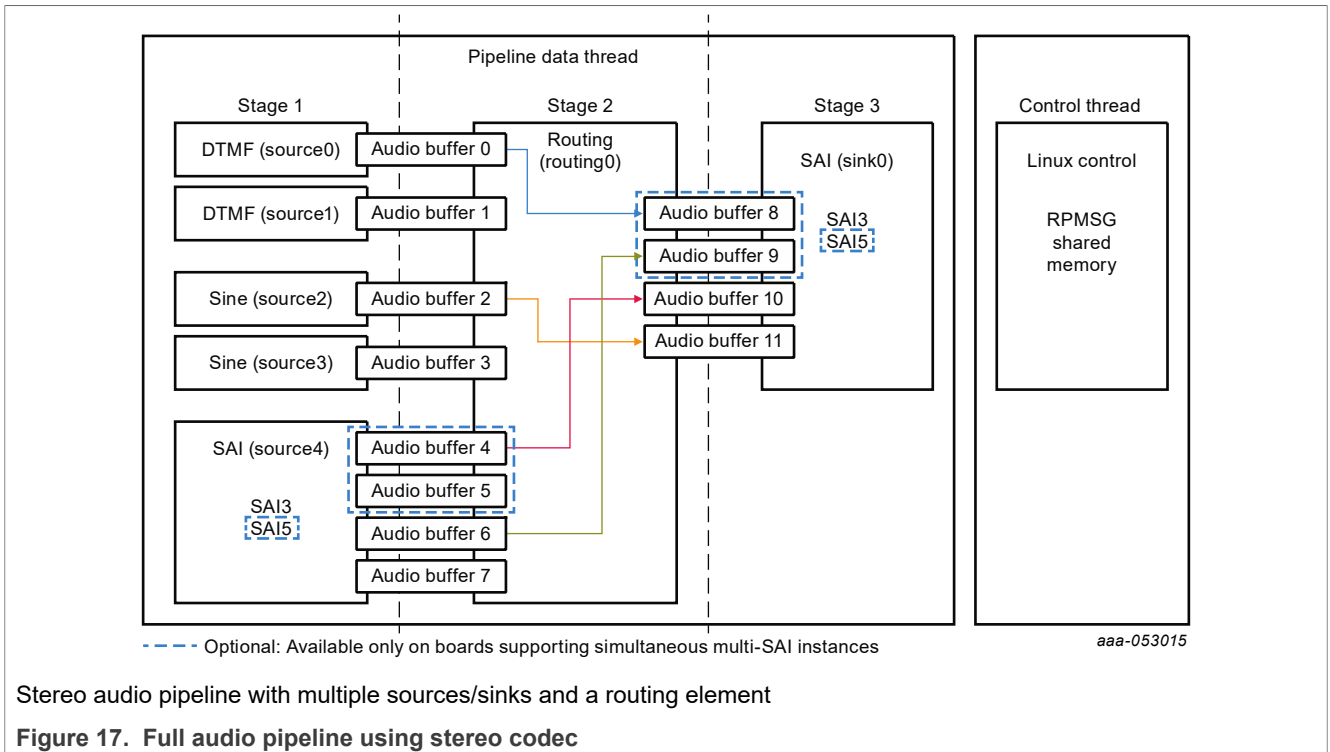 Pipeline data thread
Stage 1
Stage 2
Stage 3
Control thread
DTMF (source0)
Audio buffer 0
Routing
(routing0)
SAI (sink0)
Linux control
DTMF (source1)
Audio buffer 1
Audio buffer 8
SAI3
RPMSG
shared
memory
SAI5
Audio buffer 9
Sine (source2)
Audio buffer 2
Audio buffer 10
Audio buffer 11
Sine (source3)
Audio buffer 3
SAI (source4)
Audio buffer 4
Audio buffer 5
SAI3
SAI5
Audio buffer 6
Audio buffer 7
Optional: Available only on boards supporting simultaneous multi-SAI instances
aaa-053015
Stereo audio pipeline with multiple sources/sinks and a routing element
Figure 17. Full audio pipeline using stereo codec